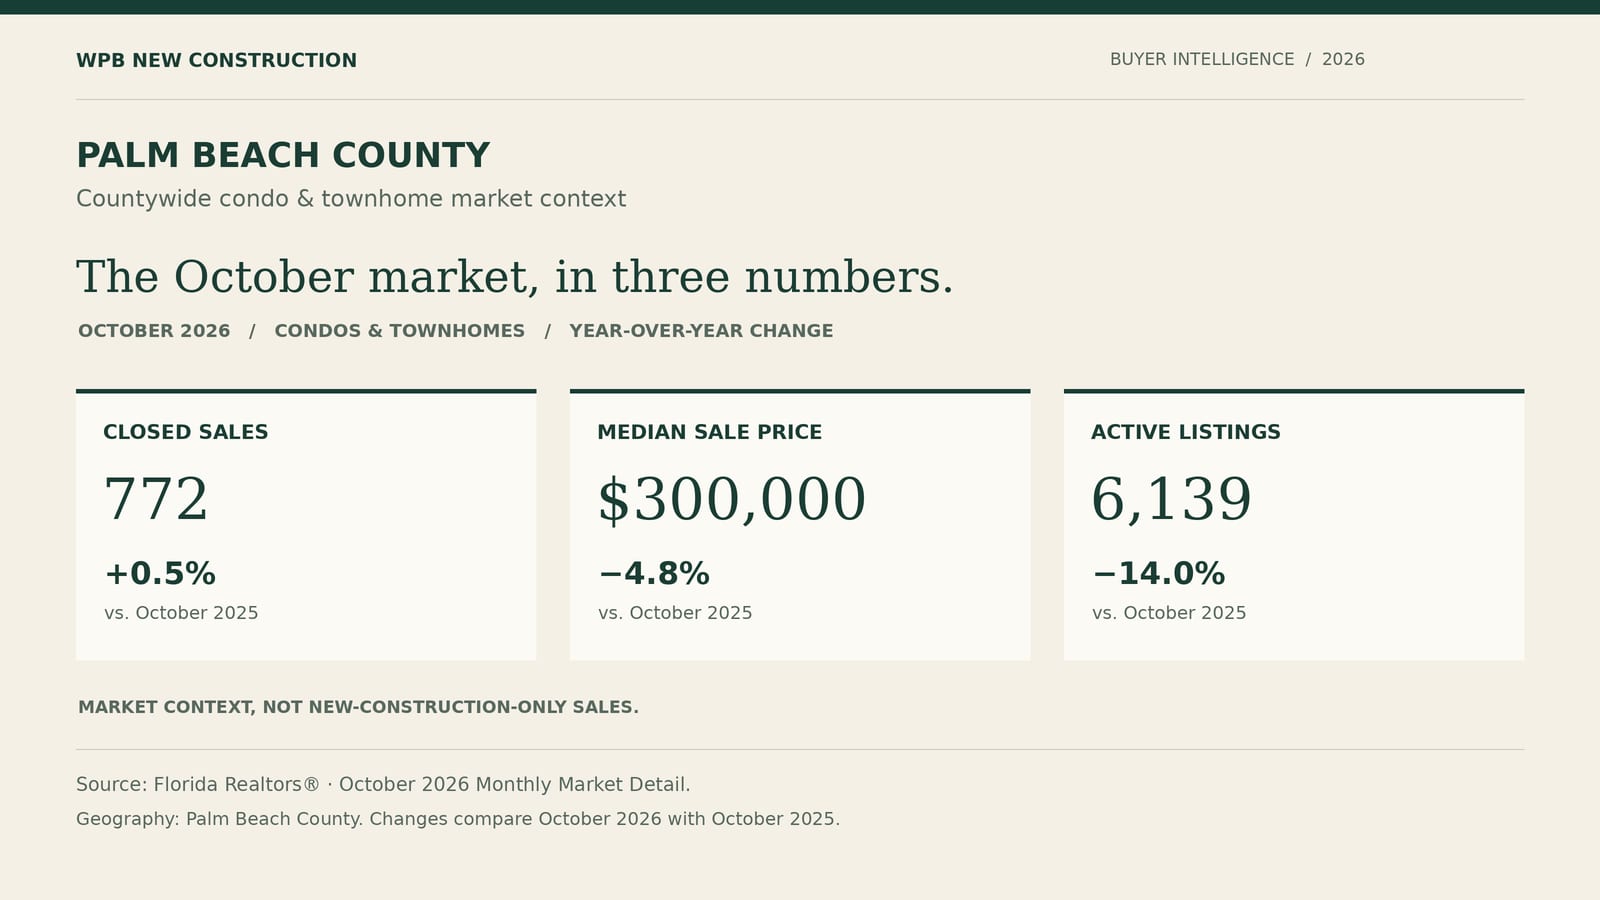 WPB NEW CONSTRUCTION
BUYER INTELLIGENCE / 2026
PALM BEACH COUNTY
Countywide condo & townhome market context
The October market, in three numbers.
OCTOBER 2026 / CONDOS & TOWNHOMES / YEAR-OVER-YEAR CHANGE
CLOSED SALES
772
+0.5%
vs. October 2025
MEDIAN SALE PRICE
$300,000
−4.8%
vs. October 2025
ACTIVE LISTINGS
6,139
−14.0%
vs. October 2025
MARKET CONTEXT, NOT NEW-CONSTRUCTION-ONLY SALES.
Source: Florida Realtors® · October 2026 Monthly Market Detail.
Geography: Palm Beach County. Changes compare October 2026 with October 2025.